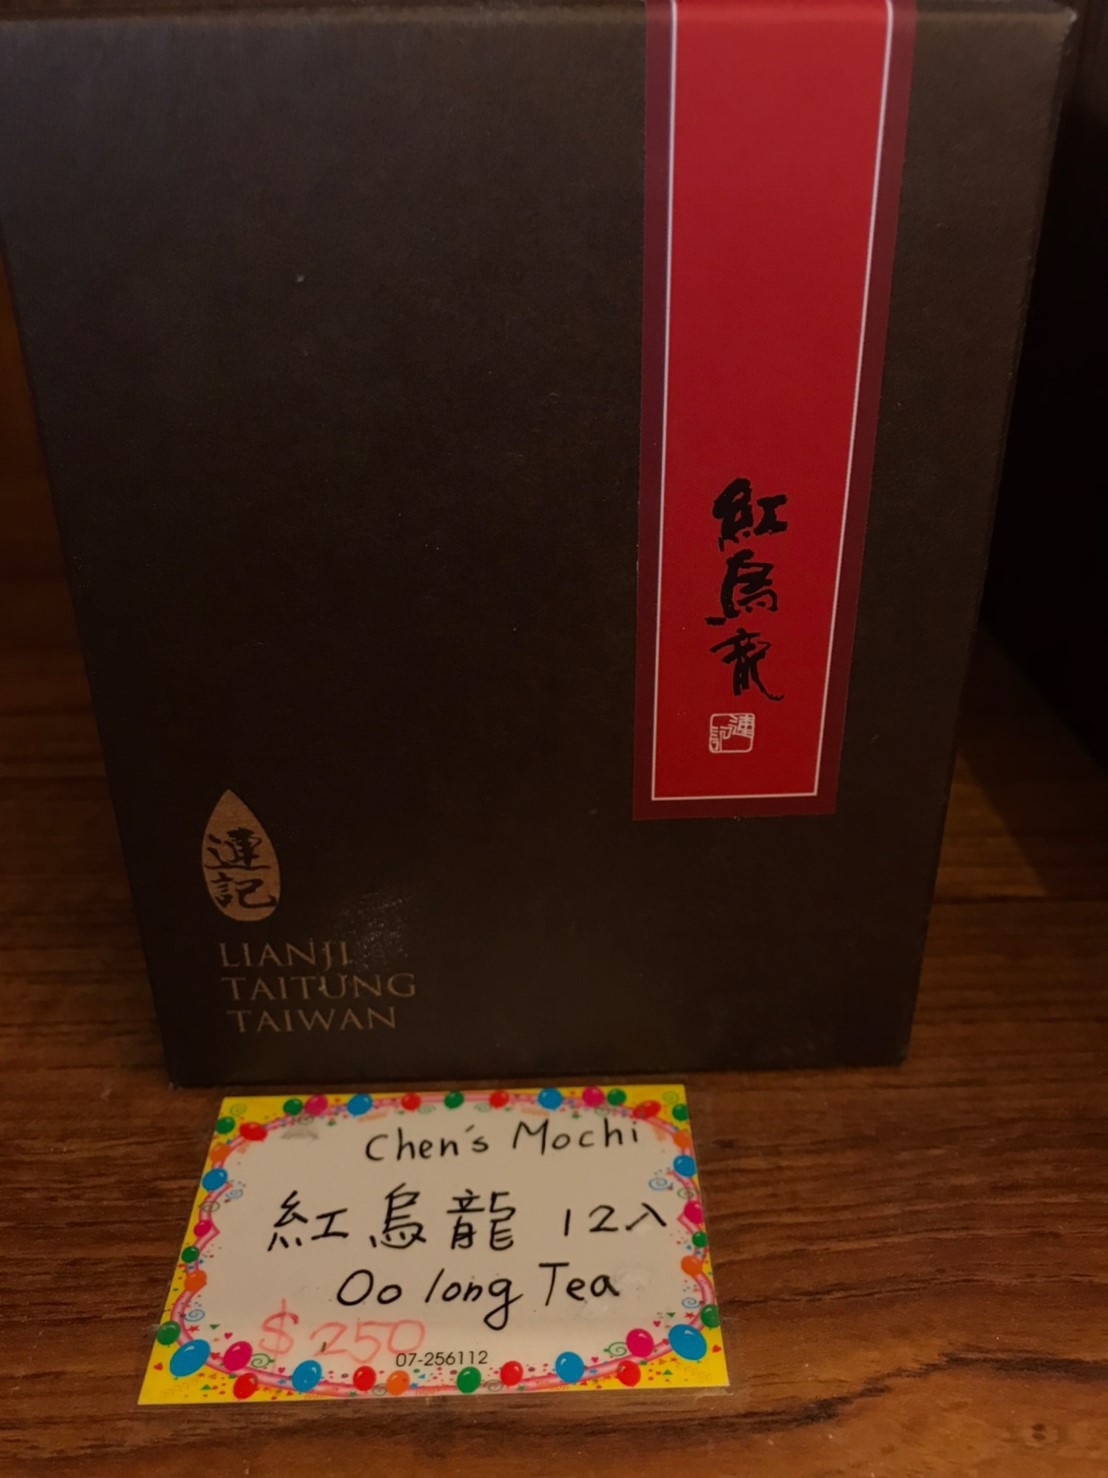 紅烏龍
連記
連記
LIANJI
TAITUNG
TAIWAN
Chen's Mochi
紅烏龍 12入
Oo long Tea
$250
07-256112